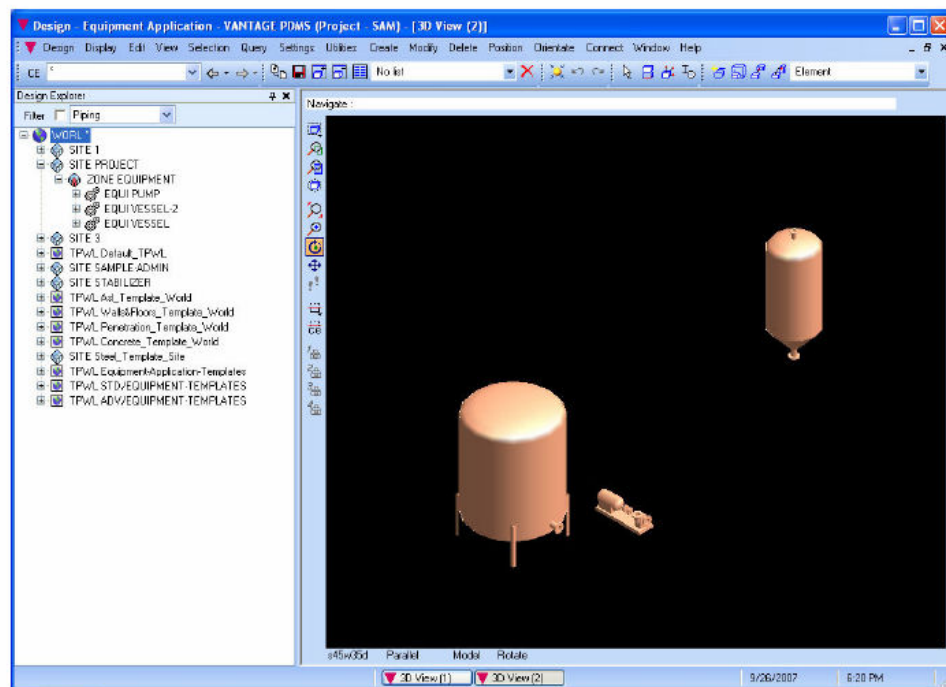 Design - Equipment Application - VANTAGE PDMS (Project - SAM) - [3D View (2)]
Design Display Edit View Selection Query Settings Utilities Create Modify Delete Position Orientate Connect Window Help
CE No list Element
Design Explorer
Navigate :
Filter Piping
WORL *
SITE 1
SITE PROJECT
ZONE EQUIPMENT
EQUI PUMP
EQUI VESSEL-2
EQUI VESSEL
SITE 3
TPWL Default_TPWL
SITE SAMPLE-ADMIN
SITE STABILIZER
TPWL Asl_Template_World
TPWL Walls&Floors_Template_World
TPWL Penetration_Template_World
TPWL Concrete_Template_World
SITE Steel_Template_Site
TPWL Equipment-Application-Templates
TPWL STD/EQUIPMENT-TEMPLATES
TPWL ADV/EQUIPMENT-TEMPLATES
s45w35d Parallel Model Rotate
3D View (1) 3D View (2) 9/26/2007 6:20 PM